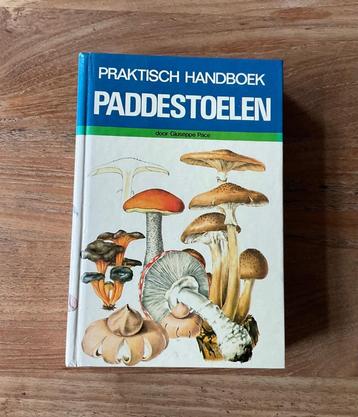 PRAKTISCH HANDBOEK
PADDESTOELEN
door Giuseppe Pace